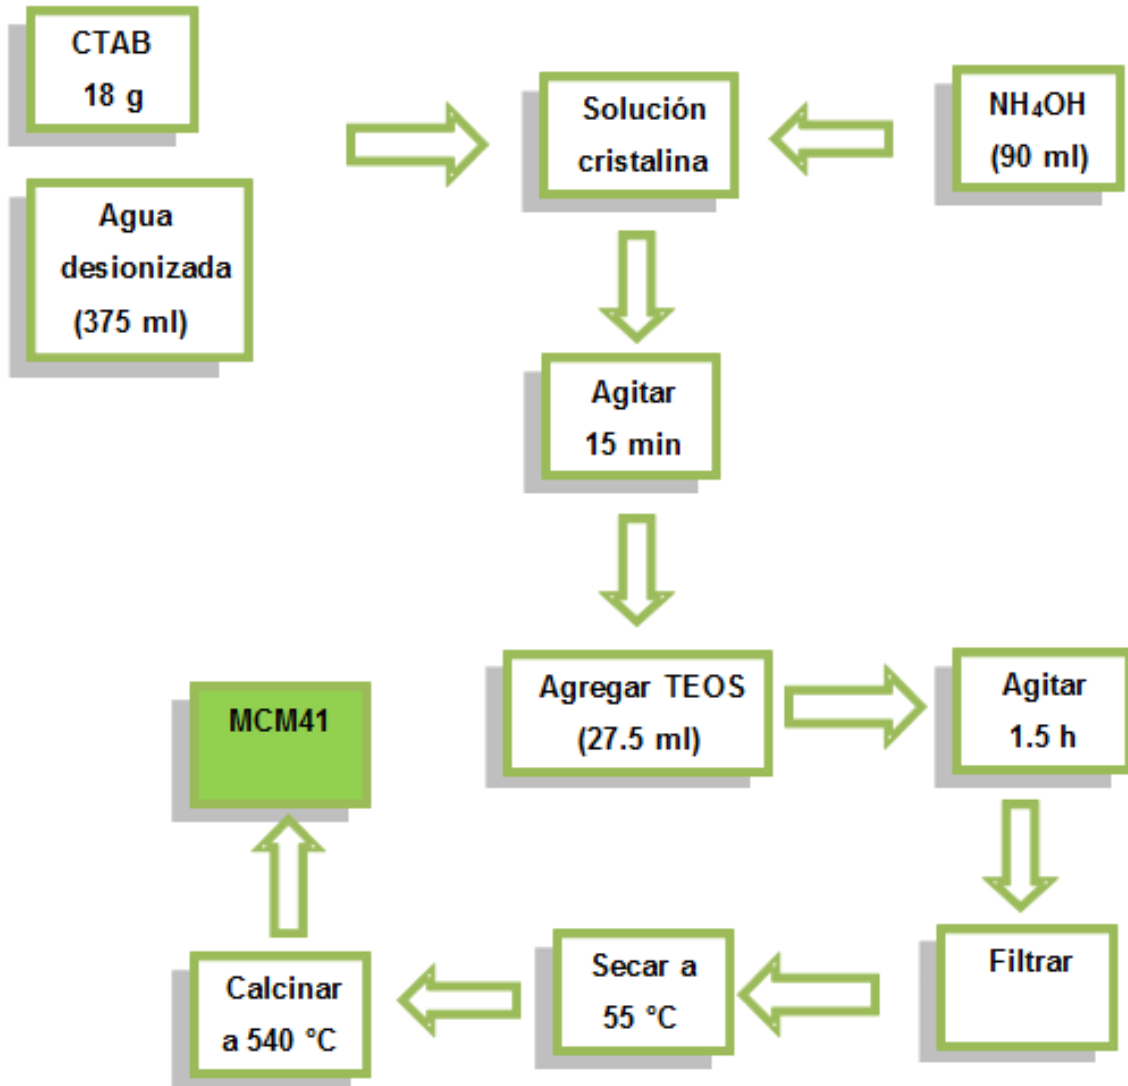 CTAB
18 g
Agua
desionizada
(375 ml)
Solución
cristalina
NH₄OH
(90 ml)
Agitar
15 min
Agregar TEOS
(27.5 ml)
Agitar
1.5 h
Filtrar
Secar a
55 °C
Calcinar
a 540 °C
MCM41